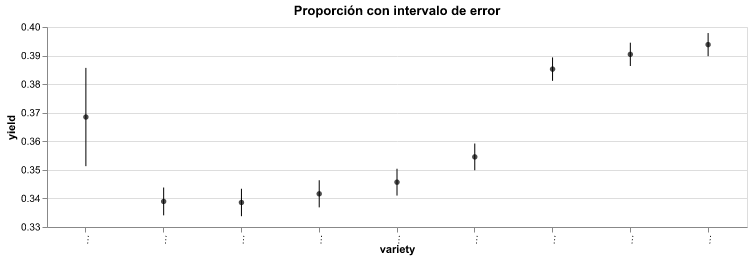 Proporción con intervalo de error
0.40
0.39
0.38
0.37
0.36
0.35
0.34
0.33
yield
... ... ... ... ... ... ... ... ...
variety